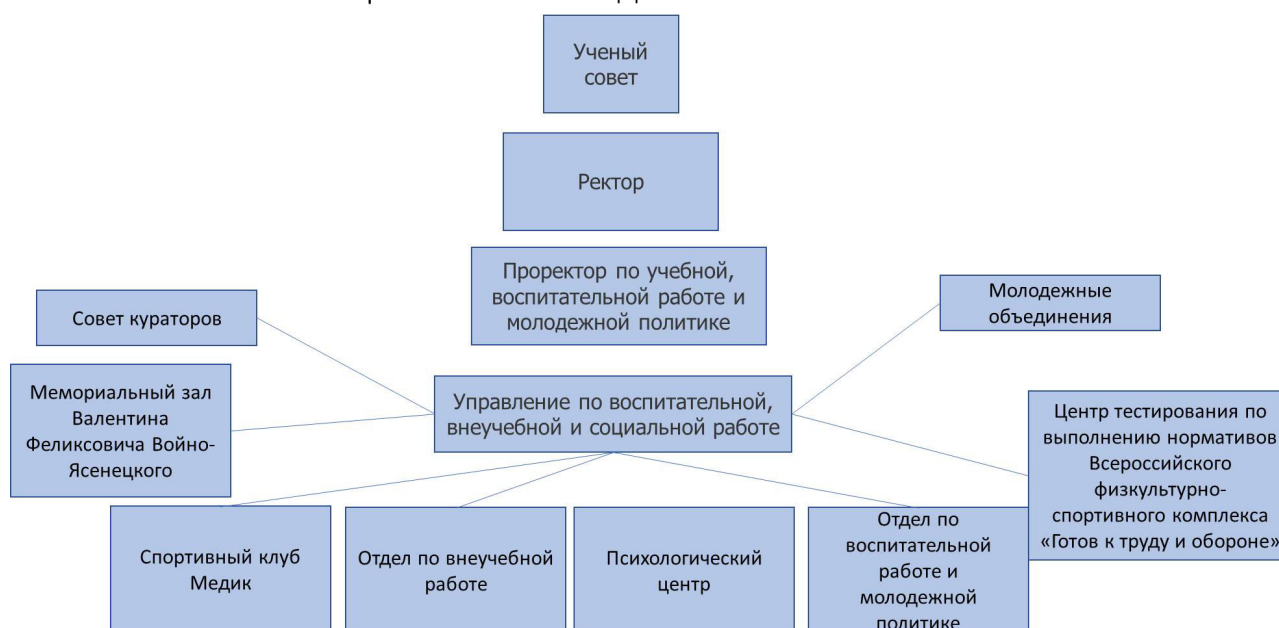 Ученый
совет
Ректор
Проректор по учебной,
воспитательной работе и
молодежной политике
Совет кураторов
Молодежные
объединения
Мемориальный зал
Валентина
Феликсовича Войно-
Ясенецкого
Управление по воспитательной,
внеучебной и социальной работе
Центр тестирования по
выполнению нормативов
Всероссийского
физкультурно-
спортивного комплекса
«Готов к труду и обороне»
Спортивный клуб
Медик
Отдел по внеучебной
работе
Психологический
центр
Отдел по
воспитательной
работе и
молодежной
политике